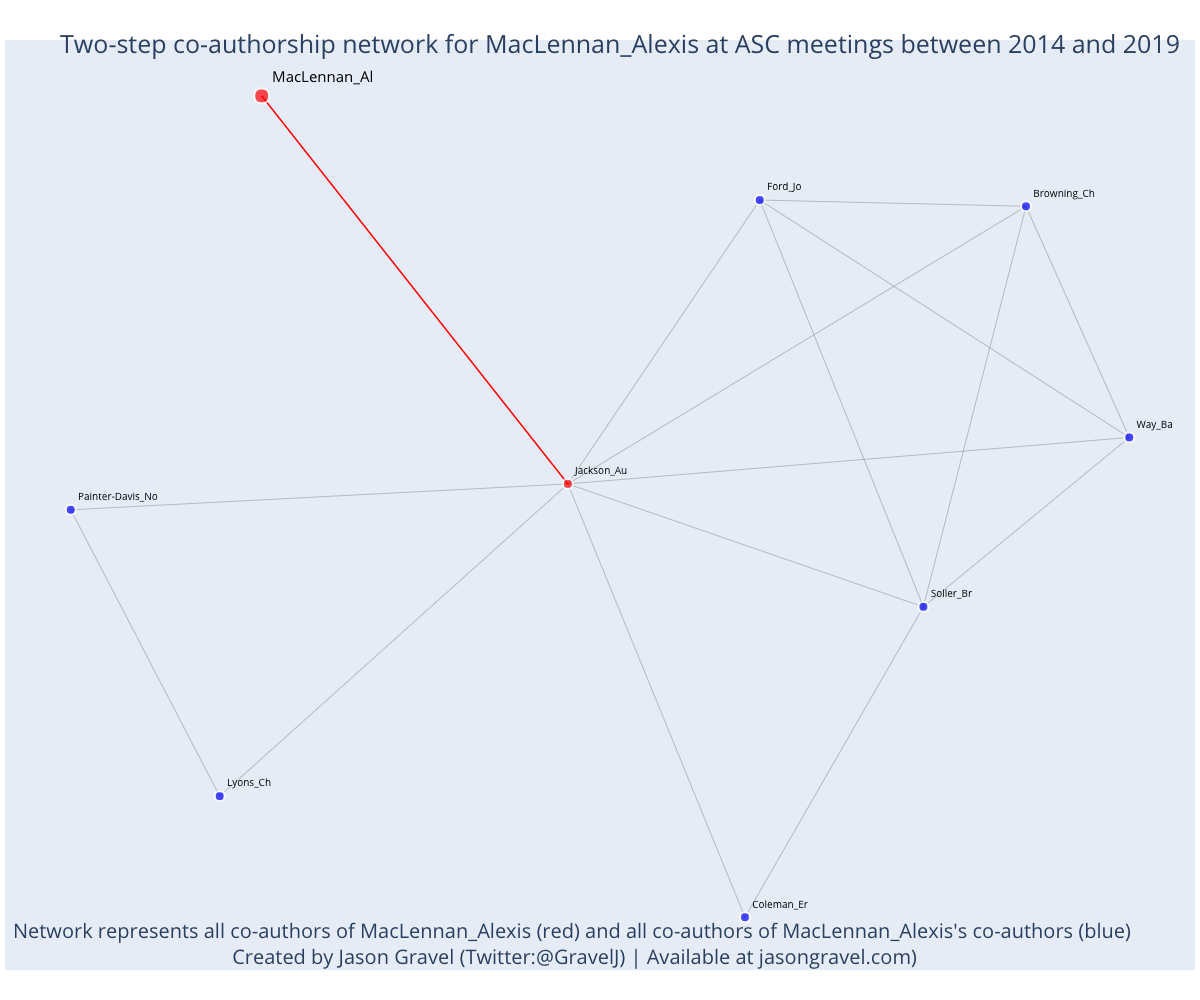 Two-step co-authorship network for MacLennan_Alexis at ASC meetings between 2014 and 2019
MacLennan_Al
Ford_Jo
Browning_Ch
Way_Ba
Jackson_Au
Painter-Davis_No
Soller_Br
Lyons_Ch
Coleman_Er
Network represents all co-authors of MacLennan_Alexis (red) and all co-authors of MacLennan_Alexis's co-authors (blue)
Created by Jason Gravel (Twitter:@GravelJ) | Available at jasongravel.com)